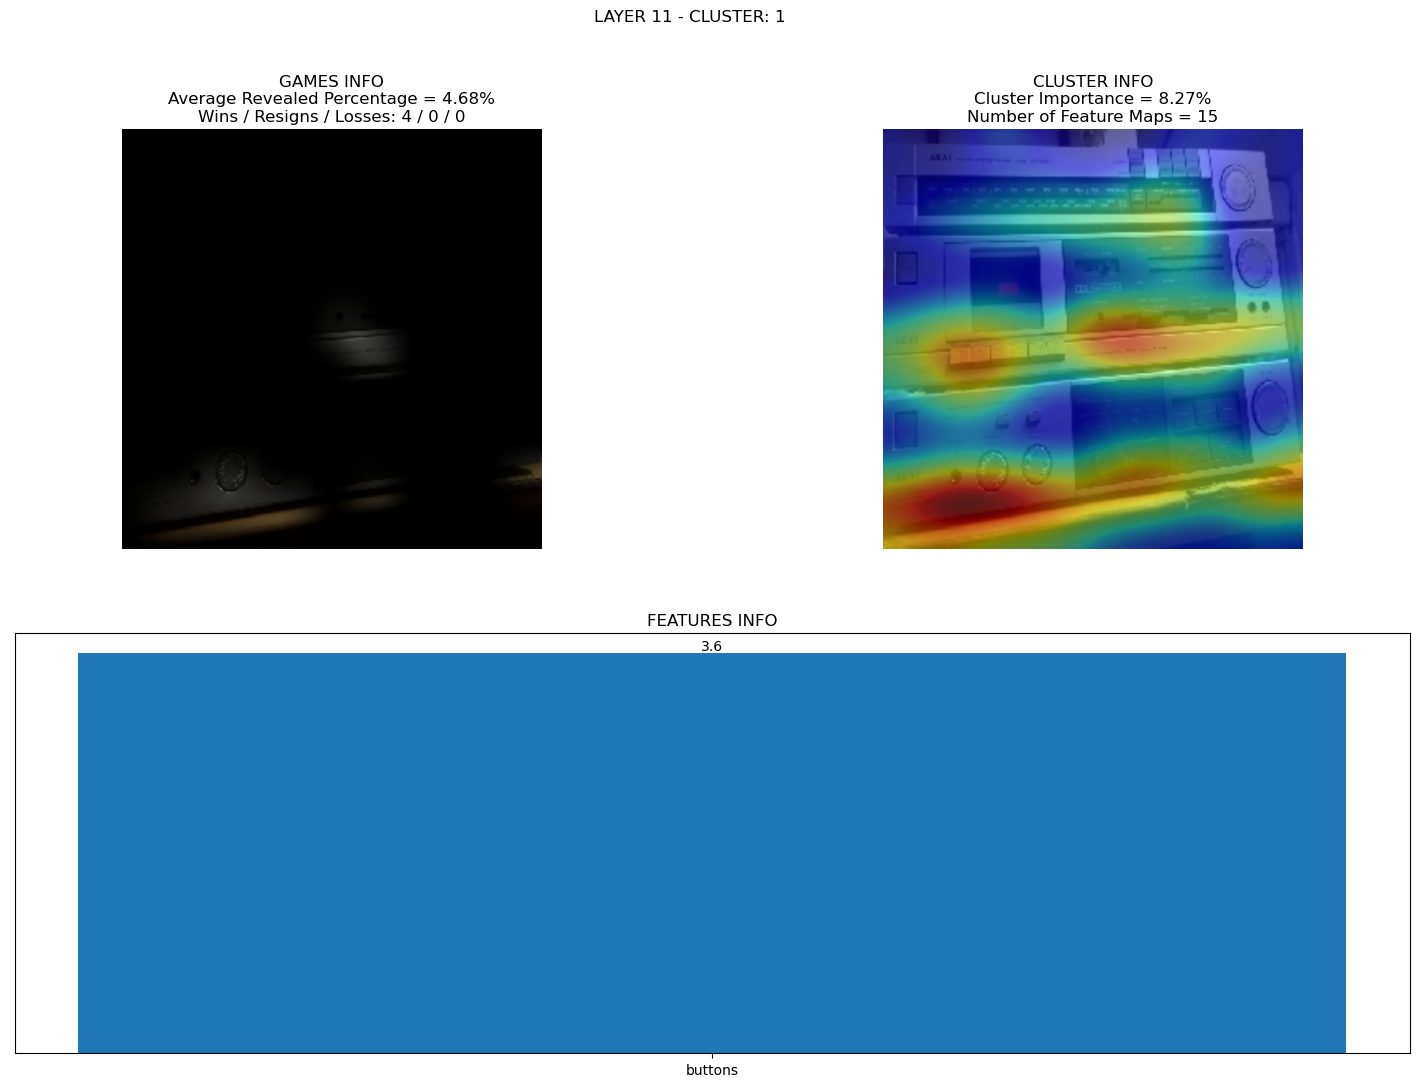 LAYER 11 - CLUSTER: 1
GAMES INFO
Average Revealed Percentage = 4.68%
Wins / Resigns / Losses: 4 / 0 / 0
CLUSTER INFO
Cluster Importance = 8.27%
Number of Feature Maps = 15
AKAI
FEATURES INFO
3.6
buttons